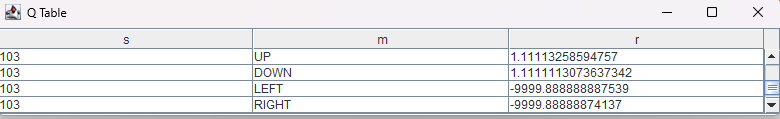 Q Table
s m r
103 UP 1.11113258594757
103 DOWN 1.1111113073637342
103 LEFT -9999.888888887539
103 RIGHT -9999.88888874137